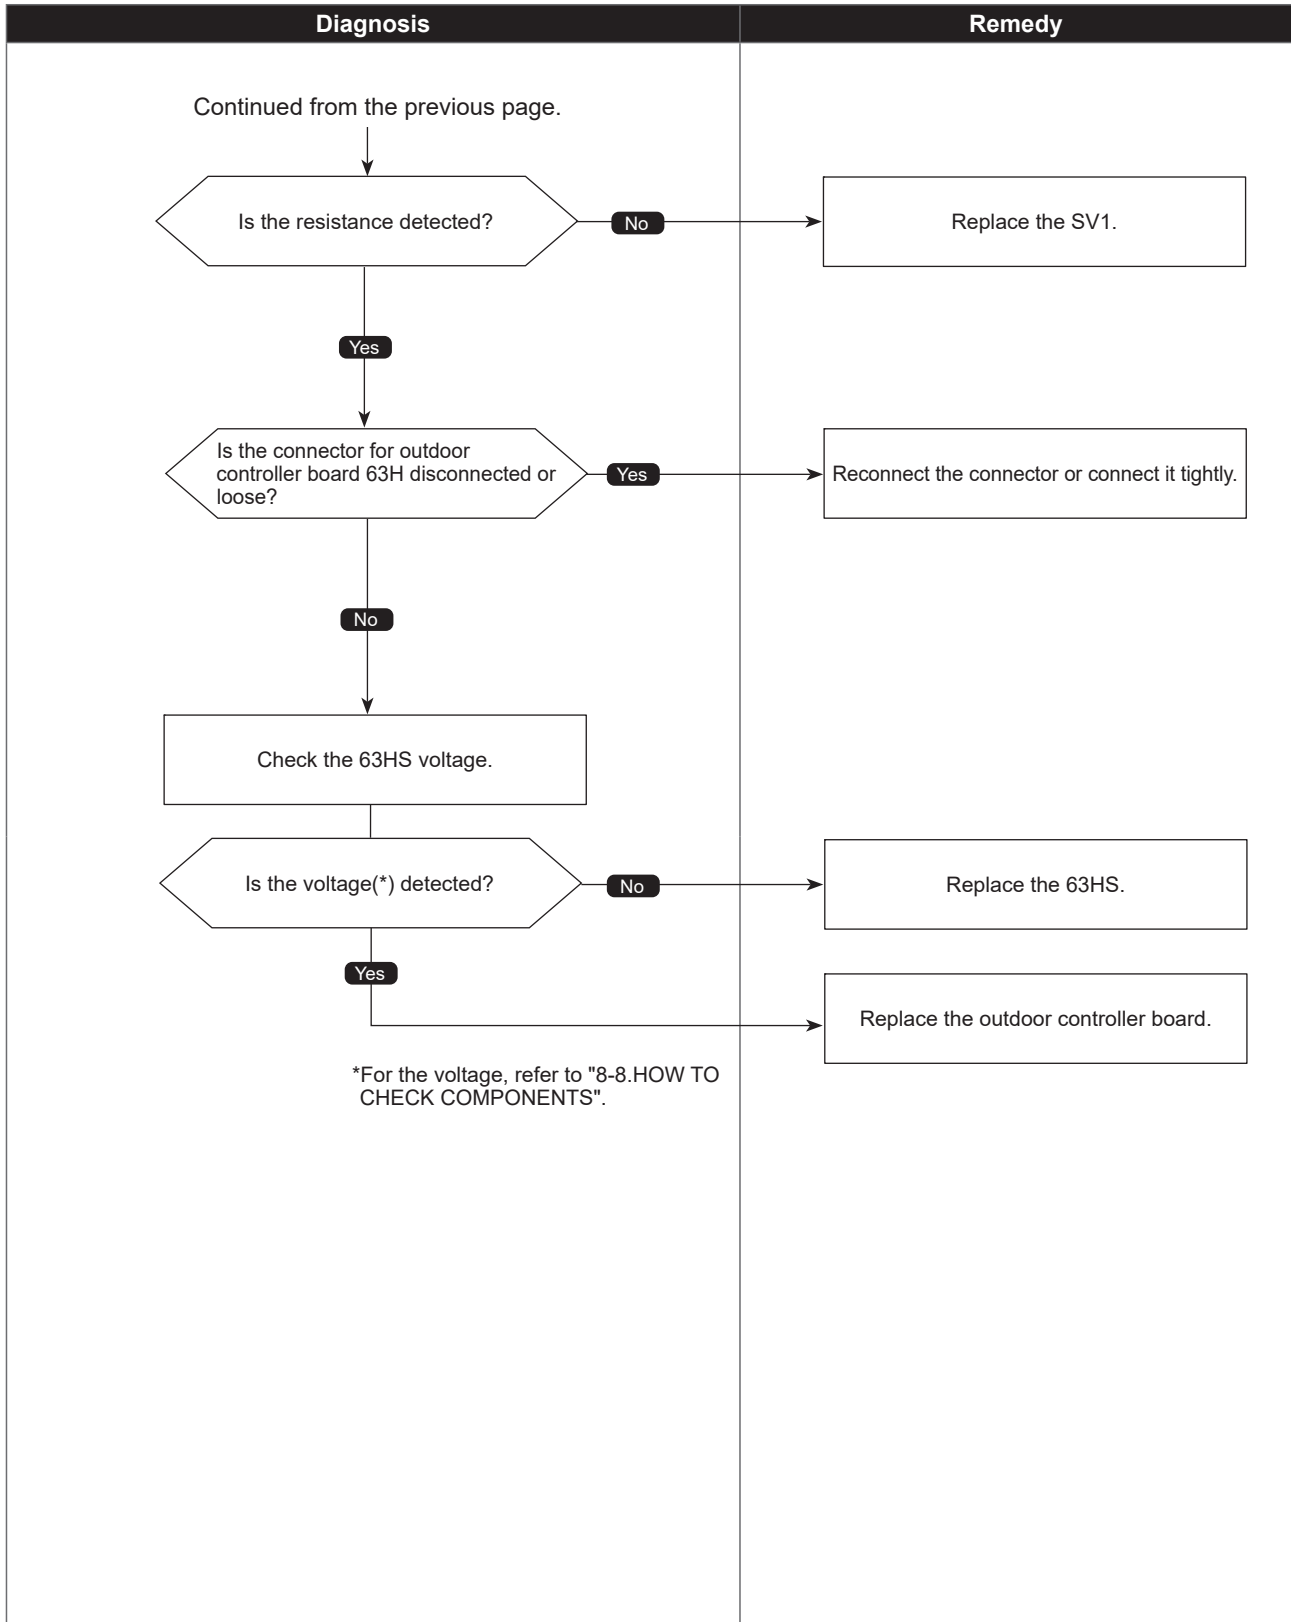 Diagnosis
Remedy
Continued from the previous page.
Is the resistance detected?
No
Replace the SV1.
Yes
Is the connector for outdoor
controller board 63H disconnected or
loose?
Yes
Reconnect the connector or connect it tightly.
No
Check the 63HS voltage.
Is the voltage(*) detected?
No
Replace the 63HS.
Yes
Replace the outdoor controller board.
*For the voltage, refer to "8-8.HOW TO
CHECK COMPONENTS".